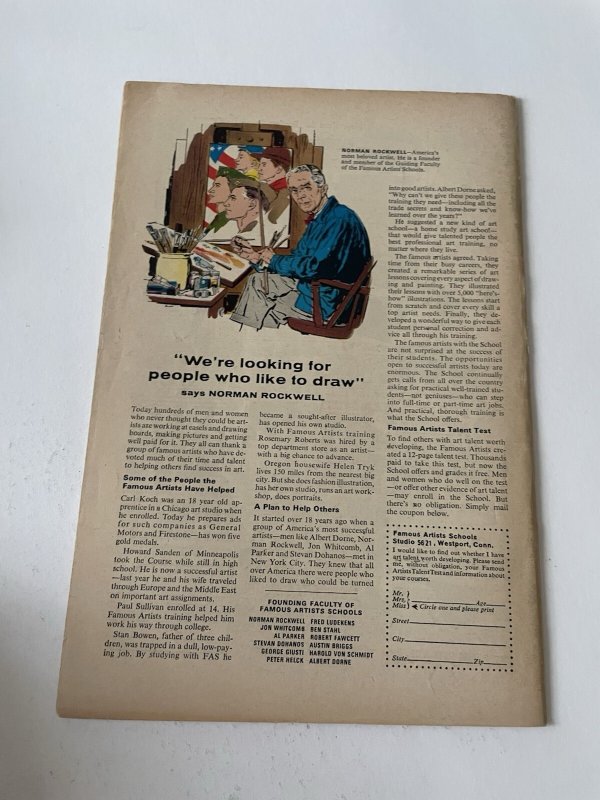 NORMAN ROCKWELL—America's
most beloved artist. He is a founder
and member of the Guiding Faculty
of the Famous Artists' Schools.
"We're looking for
people who like to draw"
says NORMAN ROCKWELL
Today hundreds of men and women
who never thought they could be art-
ists are working at easels and drawing
boards, making pictures and getting
well paid for it. They all can thank a
group of famous artists who have de-
voted much of their time and talent
to helping others find success in art.
Some of the People the
Famous Artists Have Helped
Carl Koch was an 18 year old ap-
prentice in a Chicago art studio when
he enrolled. Today he prepares ads
for such companies as General
Motors and Firestone—has won five
gold medals.
Howard Sanden of Minneapolis
took the Course while still in high
school. He is now a successful artist
—last year he and his wife traveled
through Europe and the Middle East
on important art assignments.
Paul Sullivan enrolled at 14. His
Famous Artists training helped him
work his way through college.
Stan Bowen, father of three chil-
dren, was trapped in a dull, low-pay-
ing job. By studying with FAS he
became a sought-after illustrator,
has opened his own studio.
With Famous Artists training
Rosemary Roberts was hired by a
top department store as an artist—
with a big chance to advance.
Oregon housewife Helen Tryk
lives 150 miles from the nearest big
city. But she does fashion illustration,
has her own studio, runs an art work-
shop, does portraits.
A Plan to Help Others
It started over 18 years ago when a
group of America's most successful
artists—men like Albert Dorne, Nor-
man Rockwell, Jon Whitcomb, Al
Parker and Stevan Dohanos—met in
New York City. They knew that all
over America there were people who
liked to draw who could be turned
FOUNDING FACULTY OF
FAMOUS ARTISTS SCHOOLS
NORMAN ROCKWELL FRED LUDEKENS
JON WHITCOMB BEN STAHL
AL PARKER ROBERT FAWCETT
STEVAN DOHANOS AUSTIN BRIGGS
GEORGE GIUSTI HAROLD VON SCHMIDT
PETER HELCK ALBERT DORNE
into good artists. Albert Dorne asked,
"Why can't we give these people the
training they need—including all the
trade secrets and know-how we've
learned over the years?"
He suggested a new kind of art
school—a home study art school—
that would give talented people the
best professional art training, no
matter where they live.
The famous artists agreed. Taking
time from their busy careers, they
created a remarkable series of art
lessons covering every aspect of draw-
ing and painting. They illustrated
their lessons with over 5,000 "here's-
how" illustrations. The lessons start
from scratch and cover every skill a
top artist needs. Finally, they de-
veloped a wonderful way to give each
student personal correction and ad-
vice all through his training.
The famous artists with the School
are not surprised at the success of
their students. The opportunities
open to successful artists today are
enormous. The School continually
gets calls from all over the country
asking for practical well-trained stu-
dents—not geniuses—who can step
into full-time or part-time art jobs.
And practical, thorough training is
what the School offers.
Famous Artists Talent Test
To find others with art talent worth
developing, the Famous Artists cre-
ated a 12-page talent test. Thousands
paid to take this test, but now the
School offers and grades it free. Men
and women who do well on the test
—or offer other evidence of art talent
—may enroll in the School. But
there's no obligation. Simply mail
the coupon below.
Famous Artists Schools
Studio 5621, Westport, Conn.
I would like to find out whether I have
art talent worth developing. Please send
me, without obligation, your Famous
Artists Talent Test and information about
your courses.
Mr.
Mrs. Age
Miss Circle one and please print
Street
City
State Zip